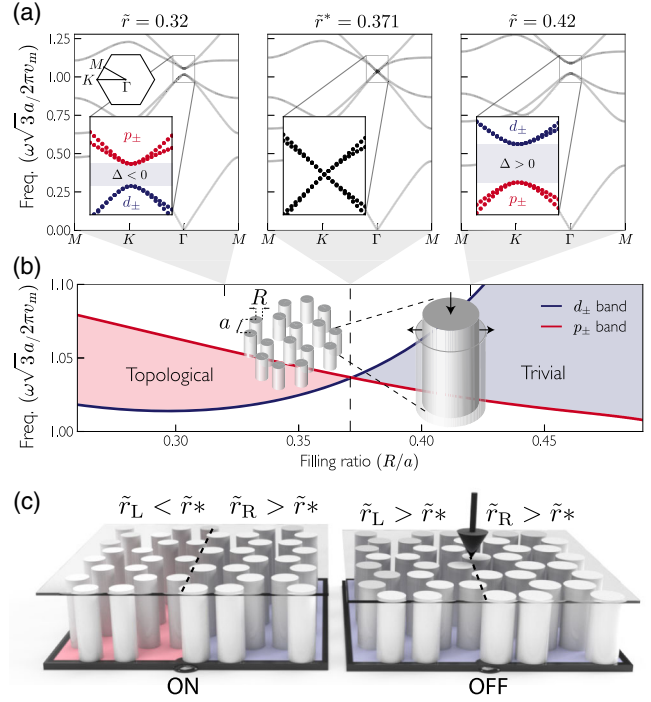 (a)
r̃ = 0.32
r̃* = 0.371
r̃ = 0.42
Freq. (ω√3a/2πv_m)
1.25
1.00
0.75
0.50
0.25
0.00
M
K
Γ
p±
Δ < 0
d±
d±
Δ > 0
p±
M K Γ M
M K Γ M
M K Γ M
(b)
Freq. (ω√3a/2πv_m)
1.10
1.05
1.00
R
a
d± band
p± band
Topological
Trivial
0.30 0.35 0.40 0.45
Filling ratio (R/a)
(c)
r̃_L < r̃* r̃_R > r̃*
r̃_L > r̃* r̃_R > r̃*
ON
OFF